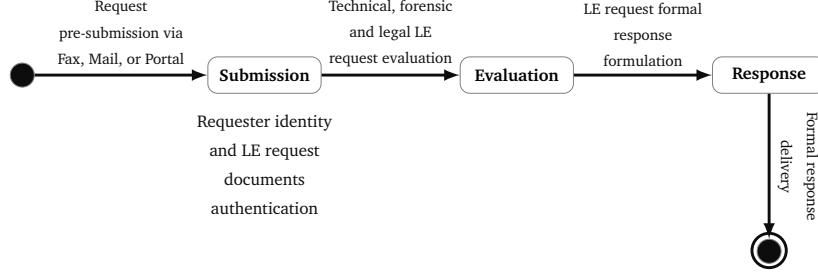 Request
pre-submission via
Fax, Mail, or Portal
Submission
Requester identity
and LE request
documents
authentication
Technical, forensic
and legal LE
request evaluation
Evaluation
LE request formal
response
formulation
Response
Formal response
delivery